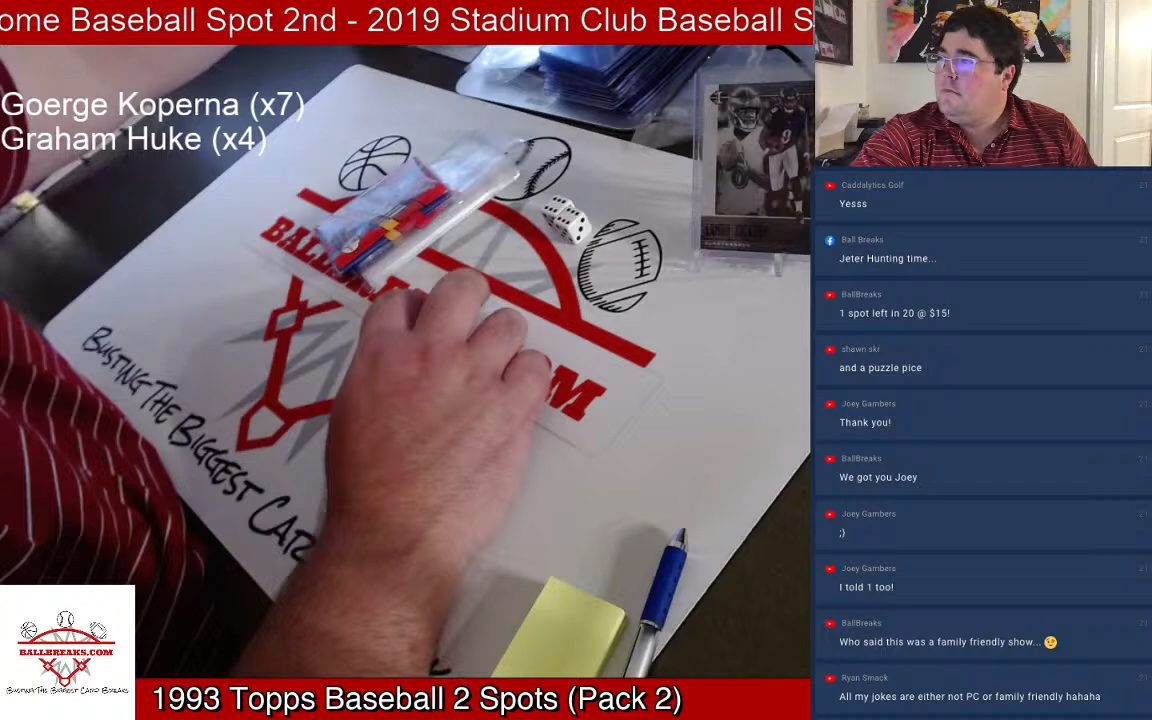 ome Baseball Spot 2nd - 2019 Stadium Club Baseball S
Goerge Koperna (x7)
Graham Huke (x4)
BUSTING THE BIGGEST CARD
Caddalytics Golf
Yesss
Ball Breaks
Jeter Hunting time...
BallBreaks
1 spot left in 20 @ $15!
shawn skr
and a puzzle pice
Joey Gambers
Thank you!
BallBreaks
We got you Joey
Joey Gambers
;)
Joey Gambers
I told 1 too!
BallBreaks
Who said this was a family friendly show... 🤨
Ryan Smack
All my jokes are either not PC or family friendly hahaha
BALLBREAKS.COM
BUSTING THE BIGGEST CARD BREAKS
1993 Topps Baseball 2 Spots (Pack 2)